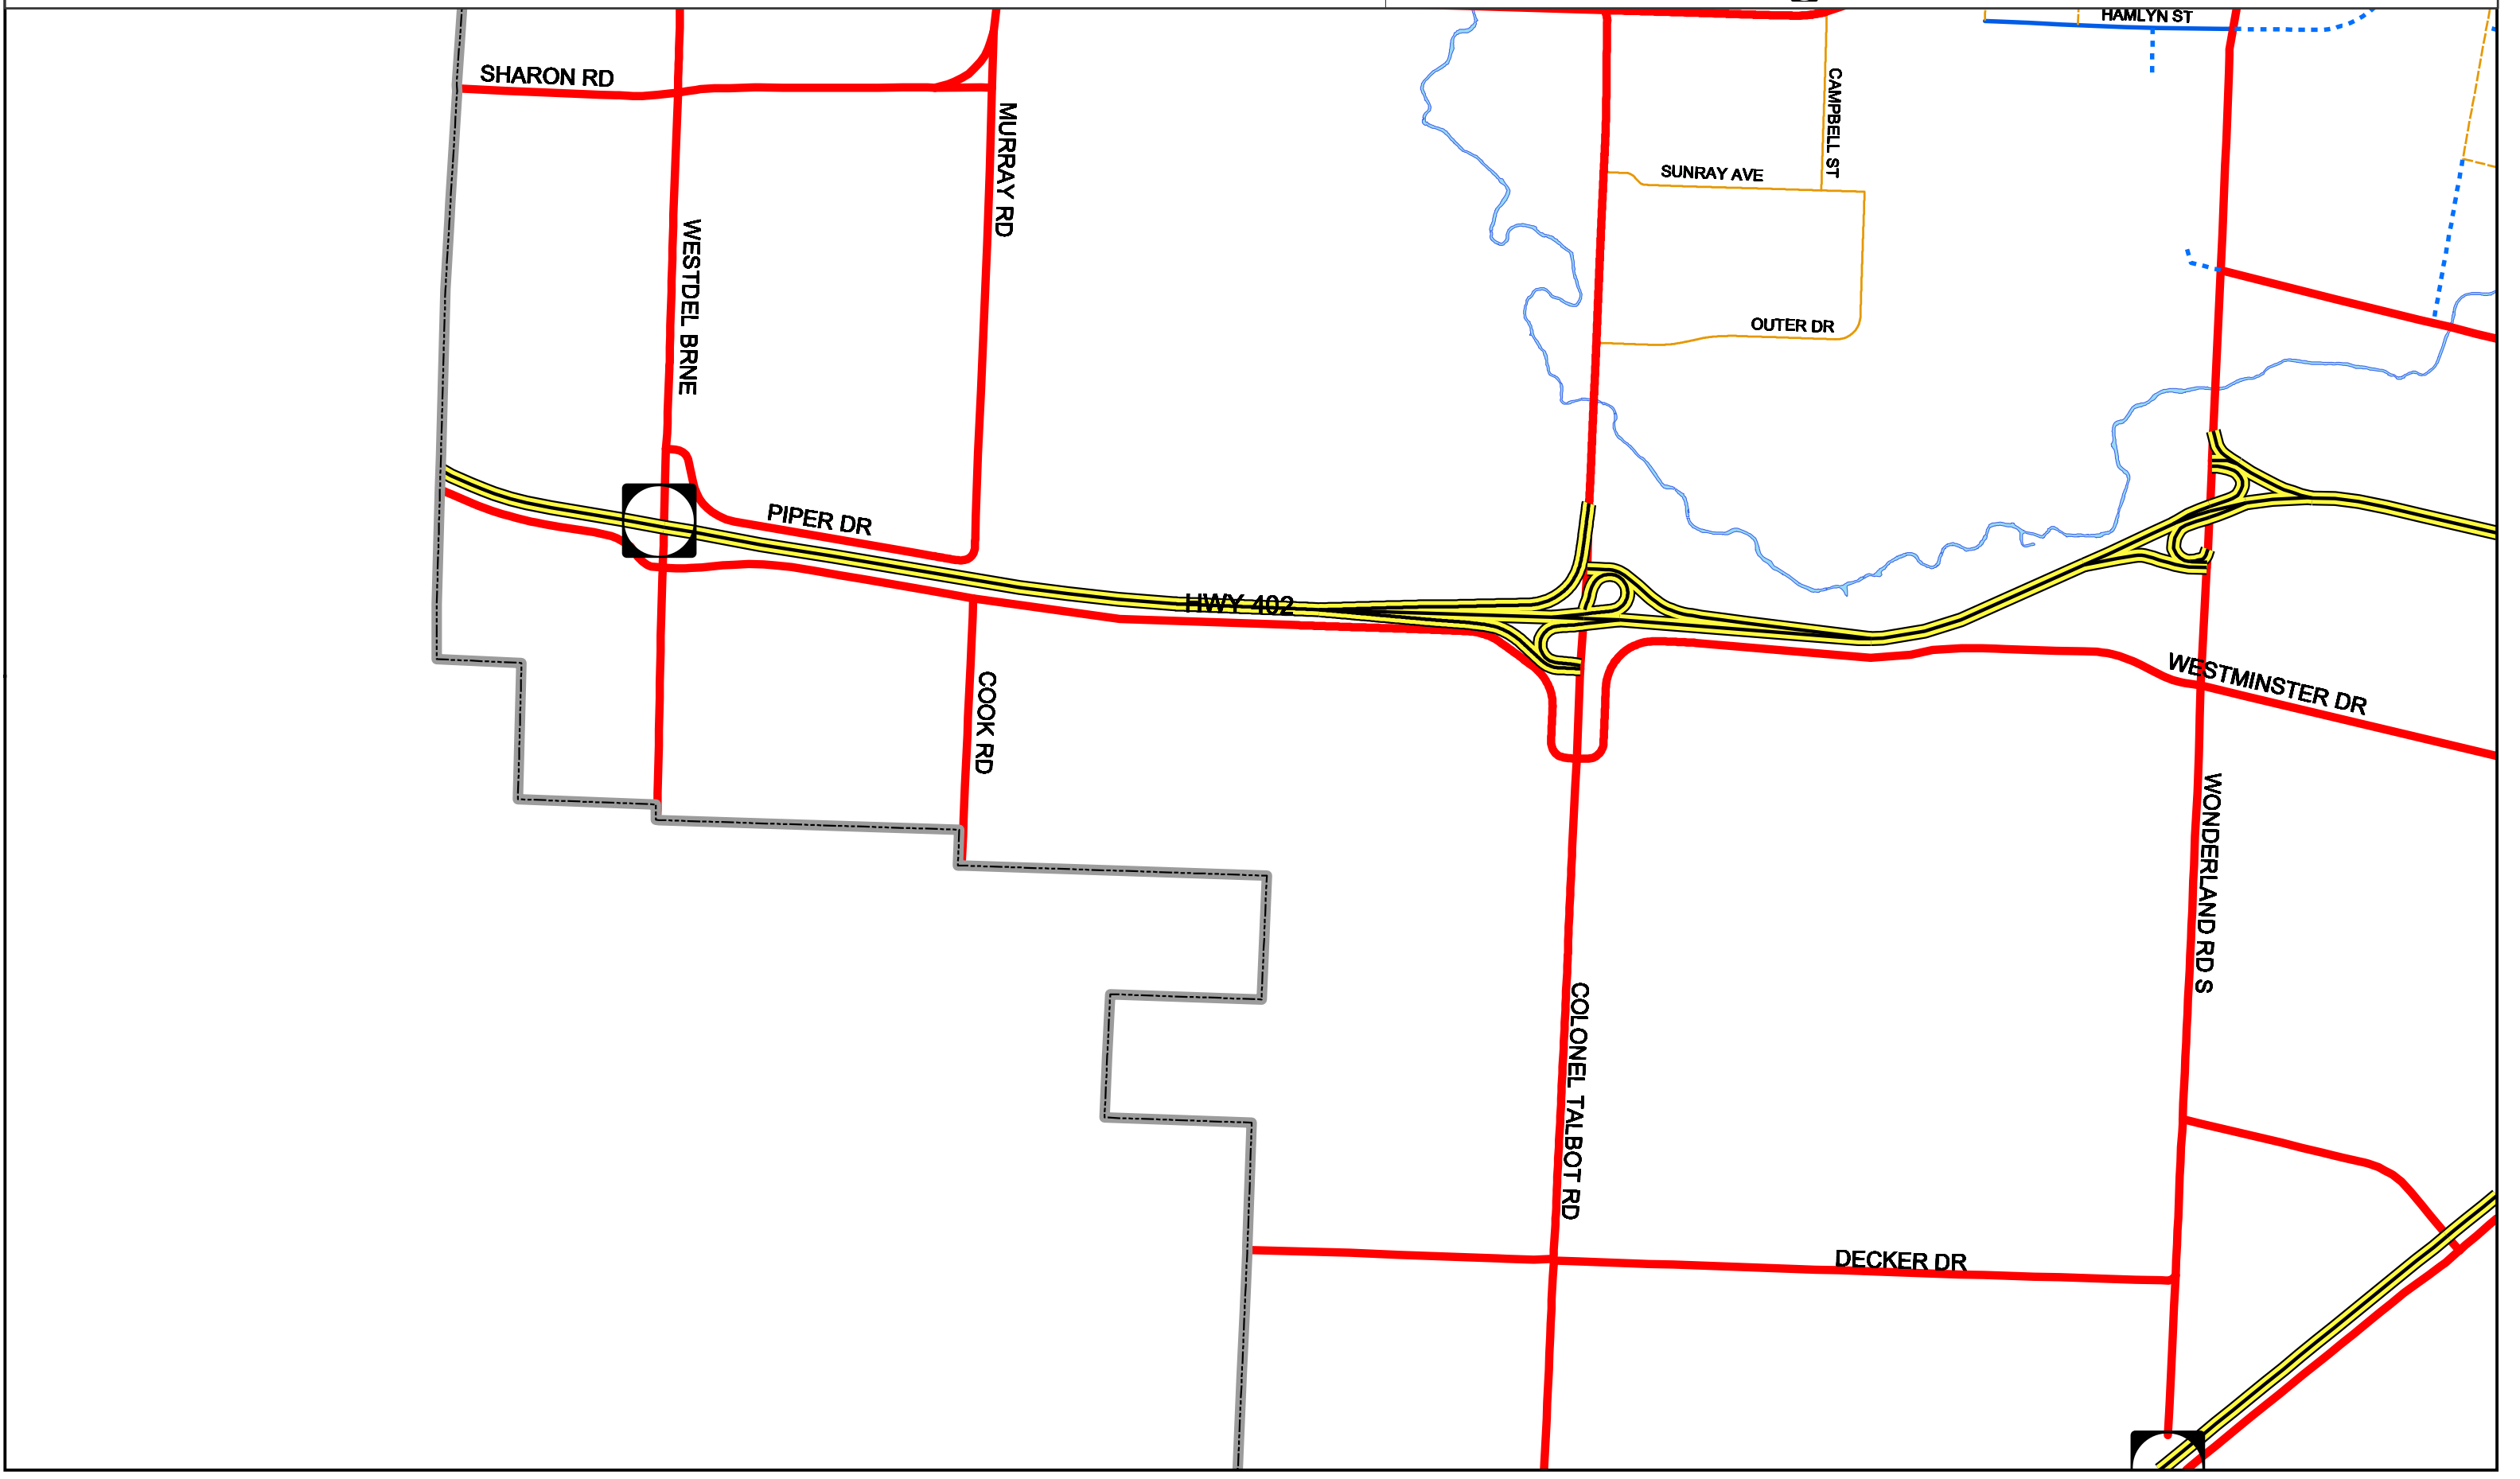 HAMLYN ST
SHARON RD
CAMPBELL ST
MURRAY RD
SUNRAY AVE
WESTDEL BRNE
OUTER DR
PIPER DR
HWY 402
WESTMINSTER DR
COOK RD
WONDERLAND RD S
COLONEL TALBOT RD
DECKER DR